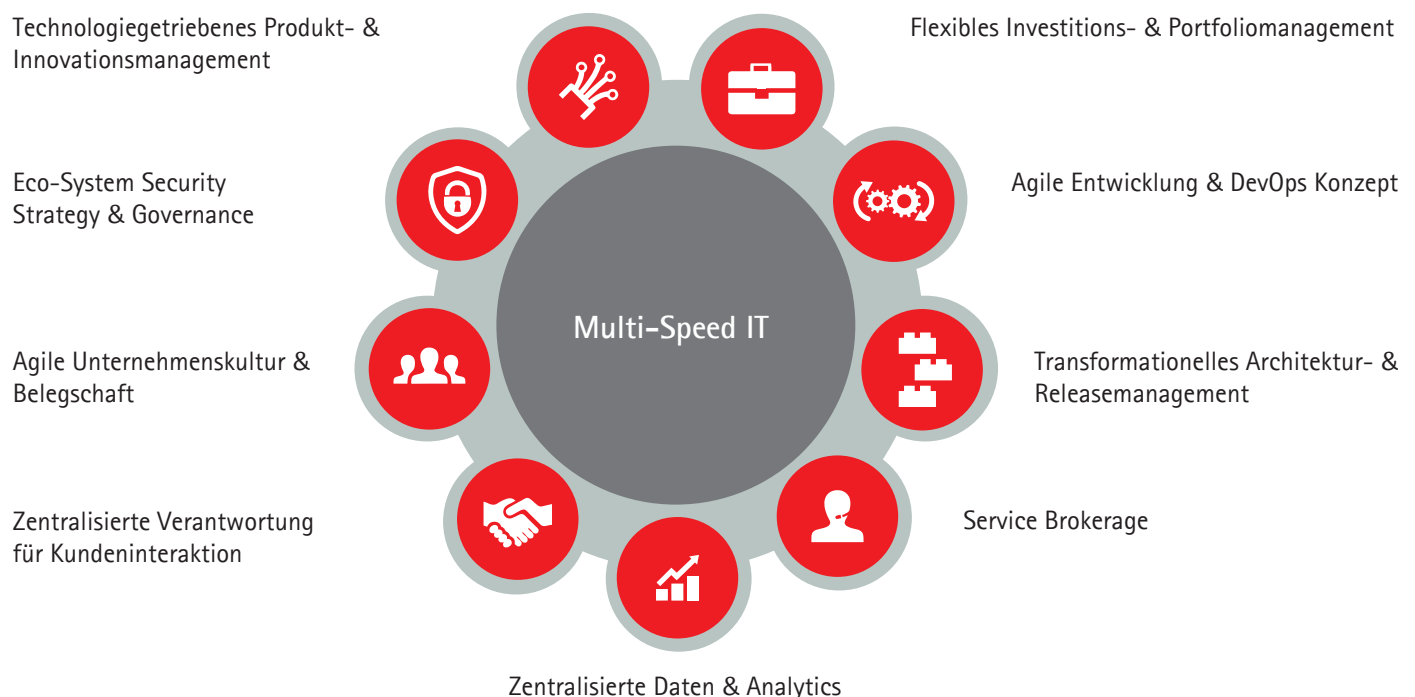 Technologiegetriebenes Produkt- &
Innovationsmanagement
Flexibles Investitions- & Portfoliomanagement
Eco-System Security
Strategy & Governance
Agile Entwicklung & DevOps Konzept
Multi-Speed IT
Agile Unternehmenskultur &
Belegschaft
Transformationelles Architektur- &
Releasemanagement
Zentralisierte Verantwortung
für Kundeninteraktion
Service Brokerage
Zentralisierte Daten & Analytics